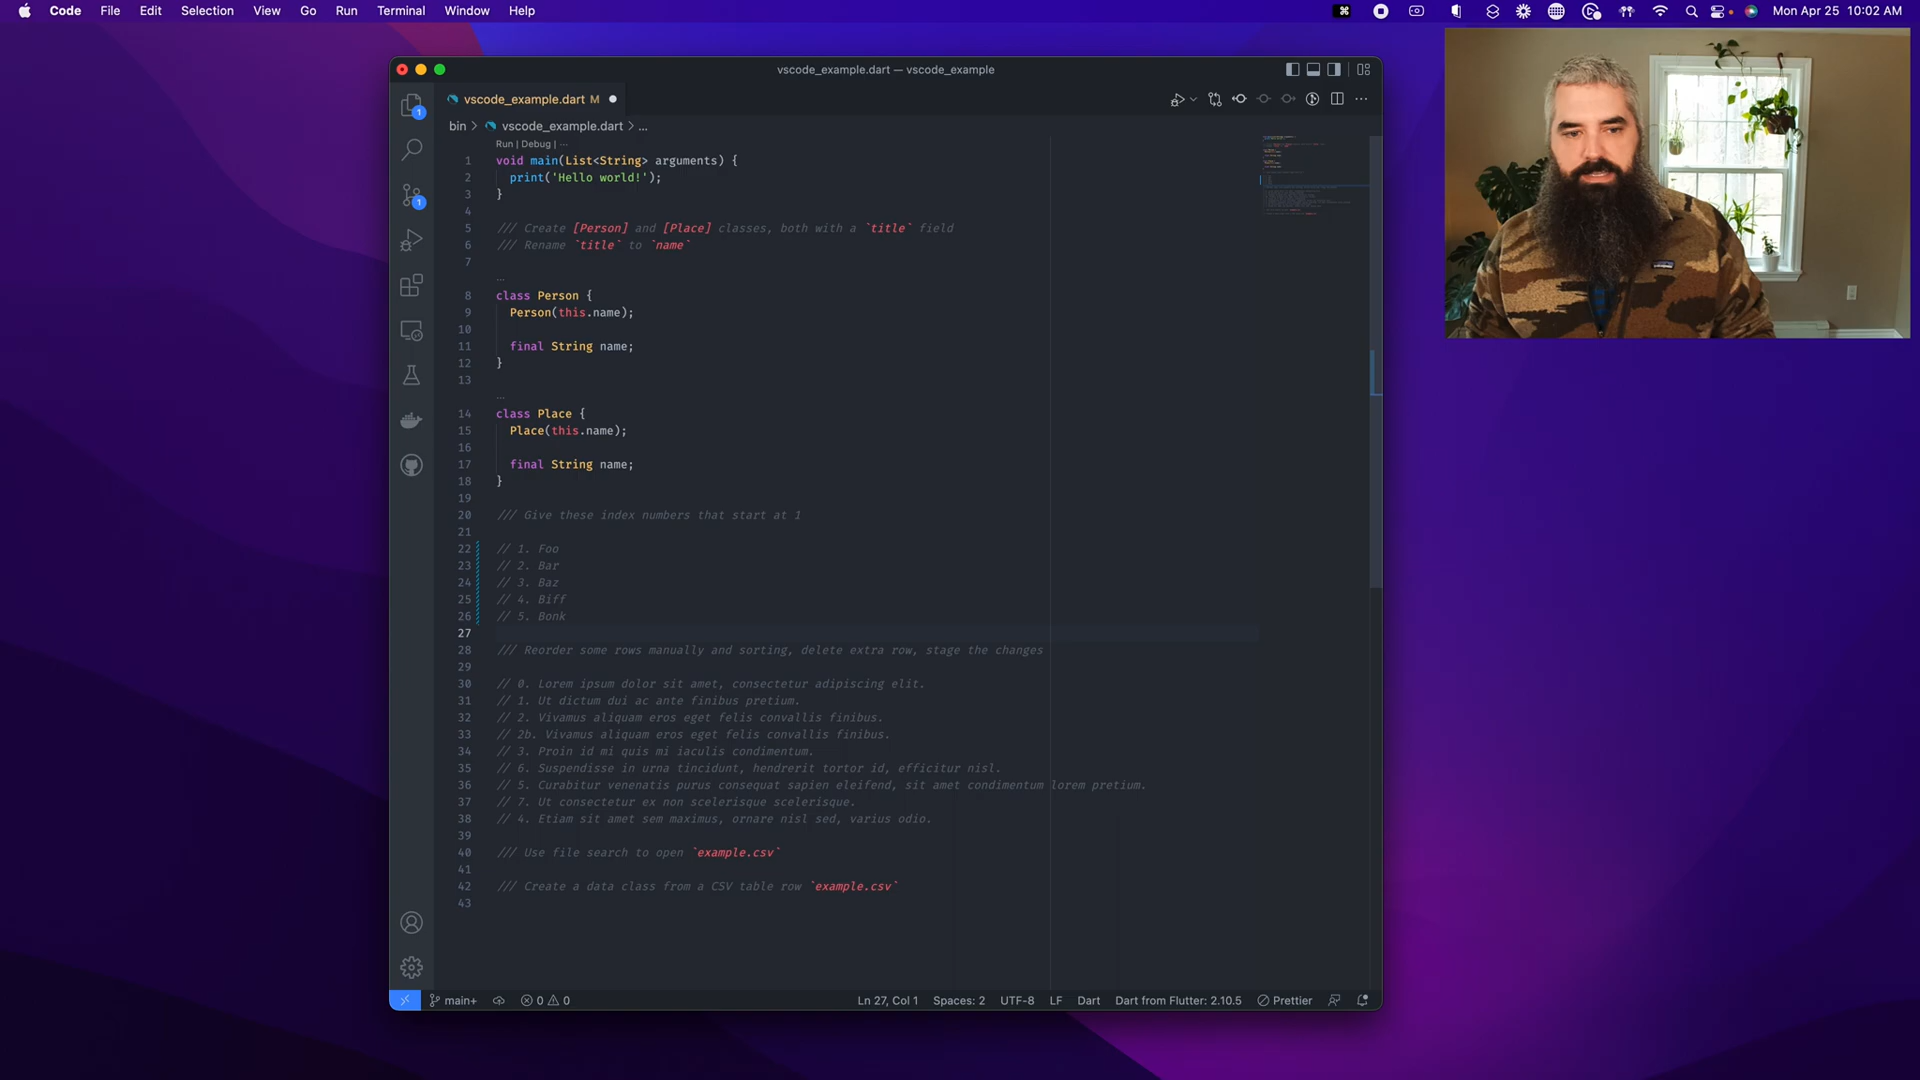 Code File Edit Selection View Go Run Terminal Window Help Mon Apr 25 10:02 AM
vscode_example.dart — vscode_example
vscode_example.dart M
bin > vscode_example.dart > ...
Run | Debug | ...
1 void main(List<String> arguments) {
2 print('Hello world!');
3 }
4
5 /// Create [Person] and [Place] classes, both with a `title` field
6 /// Rename `title` to `name`
7
...
8 class Person {
9 Person(this.name);
10
11 final String name;
12 }
13
...
14 class Place {
15 Place(this.name);
16
17 final String name;
18 }
19
20 /// Give these index numbers that start at 1
21
22 // 1. Foo
23 // 2. Bar
24 // 3. Baz
25 // 4. Biff
26 // 5. Bonk
27
28 /// Reorder some rows manually and sorting, delete extra row, stage the changes
29
30 // 0. Lorem ipsum dolor sit amet, consectetur adipiscing elit.
31 // 1. Ut dictum dui ac ante finibus pretium.
32 // 2. Vivamus aliquam eros eget felis convallis finibus.
33 // 2b. Vivamus aliquam eros eget felis convallis finibus.
34 // 3. Proin id mi quis mi iaculis condimentum.
35 // 6. Suspendisse in urna tincidunt, hendrerit tortor id, efficitur nisl.
36 // 5. Curabitur venenatis purus consequat sapien eleifend, sit amet condimentum lorem pretium.
37 // 7. Ut consectetur ex non scelerisque scelerisque.
38 // 4. Etiam sit amet sem maximus, ornare nisl sed, varius odio.
39
40 /// Use file search to open `example.csv`
41
42 /// Create a data class from a CSV table row `example.csv`
43
1
1
main+ 0 0 Ln 27, Col 1 Spaces: 2 UTF-8 LF Dart Dart from Flutter: 2.10.5 Prettier